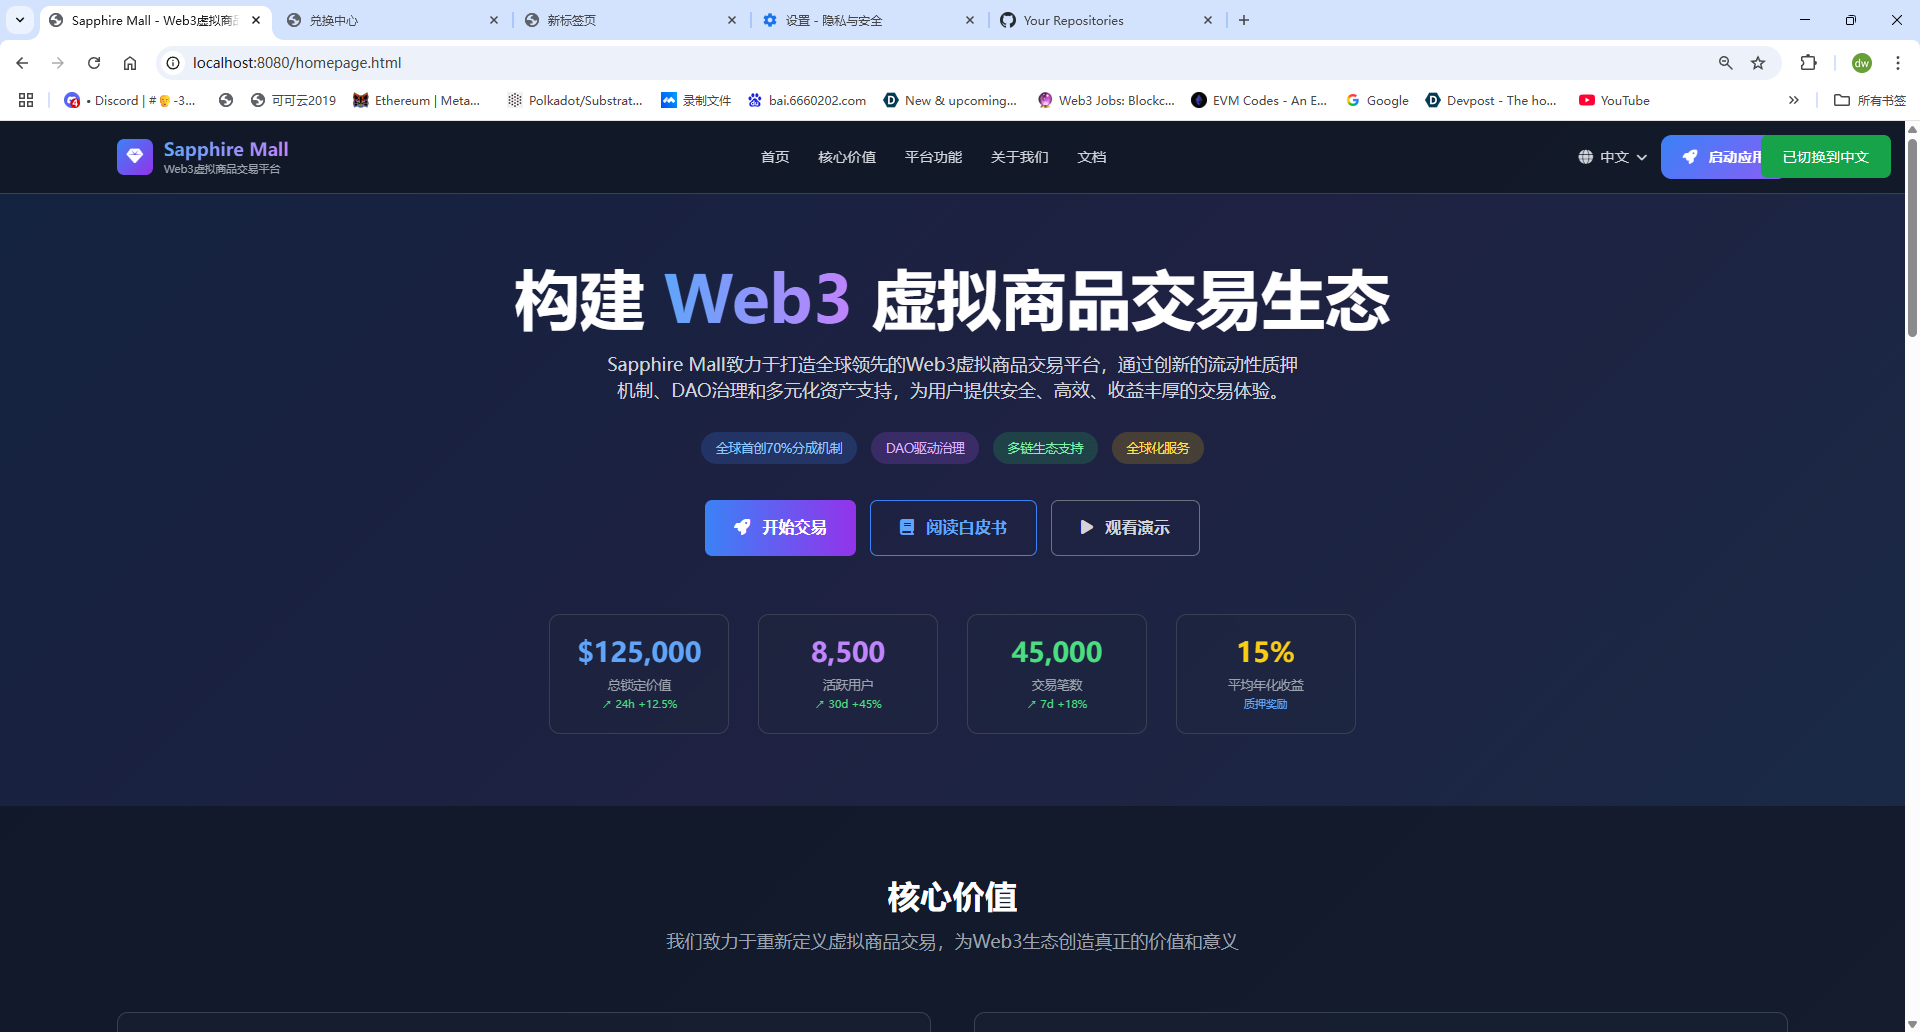 Sapphire Mall - Web3虚拟商品
兑换中心
新标签页
设置 - 隐私与安全
Your Repositories
localhost:8080/homepage.html
dw
4
• Discord | #
-3...
可可云2019
Ethereum | Meta...
Polkadot/Substrat...
录制文件
bai.6660202.com
New & upcoming...
Web3 Jobs: Blockc...
EVM Codes - An E...
Google
Devpost - The ho...
YouTube
所有书签
Sapphire Mall
Web3虚拟商品交易平台
首页
核心价值
平台功能
关于我们
文档
中文
启动应用
已切换到中文
构建 Web3 虚拟商品交易生态
Sapphire Mall致力于打造全球领先的Web3虚拟商品交易平台，通过创新的流动性质押
机制、DAO治理和多元化资产支持，为用户提供安全、高效、收益丰厚的交易体验。
全球首创70%分成机制
DAO驱动治理
多链生态支持
全球化服务
开始交易
阅读白皮书
观看演示
$125,000
总锁定价值
↗ 24h +12.5%
8,500
活跃用户
↗ 30d +45%
45,000
交易笔数
↗ 7d +18%
15%
平均年化收益
质押奖励
核心价值
我们致力于重新定义虚拟商品交易，为Web3生态创造真正的价值和意义